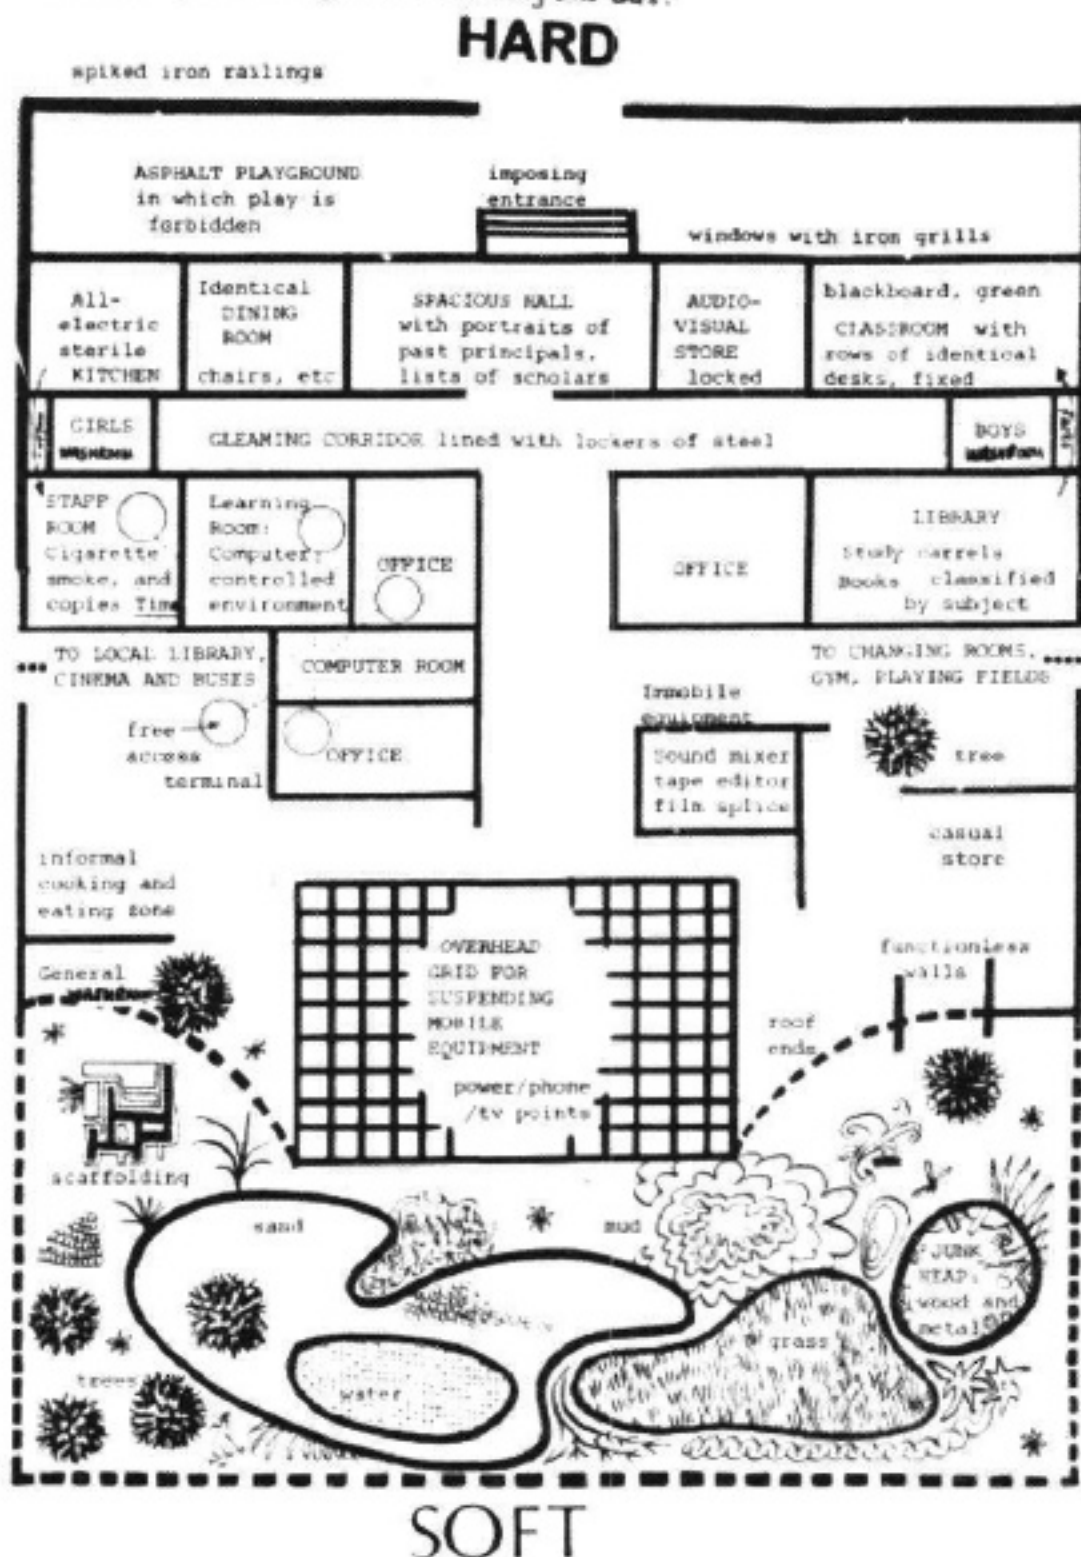 HARD
spiked iron railings
ASPHALT PLAYGROUND
in which play is
forbidden
imposing
entrance
windows with iron grills
All-
electric
sterile
KITCHEN
Identical
DINING
ROOM
chairs, etc
SPACIOUS HALL
with portraits of
past principals,
lists of scholars
AUDIO-
VISUAL
STORE
locked
blackboard, green
CLASSROOM with
rows of identical
desks, fixed
GIRLS
WASHROOM
GLEAMING CORRIDOR lined with lockers of steel
BOYS
WASHROOM
STAFF
ROOM
Cigarette
smoke, and
copies Time
Learning
Room:
Computer-
controlled
environment
OFFICE
OFFICE
LIBRARY
Study carrels
Books classified
by subject
TO LOCAL LIBRARY,
CINEMA AND BUSES
COMPUTER ROOM
TO CHANGING ROOMS,
GYM, PLAYING FIELDS
free
access
terminal
OFFICE
Immobile
equipment
Sound mixer
tape editor
film splice
tree
casual
store
informal
cooking and
eating zone
General
OVERHEAD
GRID FOR
SUSPENDING
MOBILE
EQUIPMENT
power/phone
/tv points
functionless
walls
roof
ends
scaffolding
sand
mud
JUNK
HEAP:
wood and
metal
grass
water
trees
SOFT